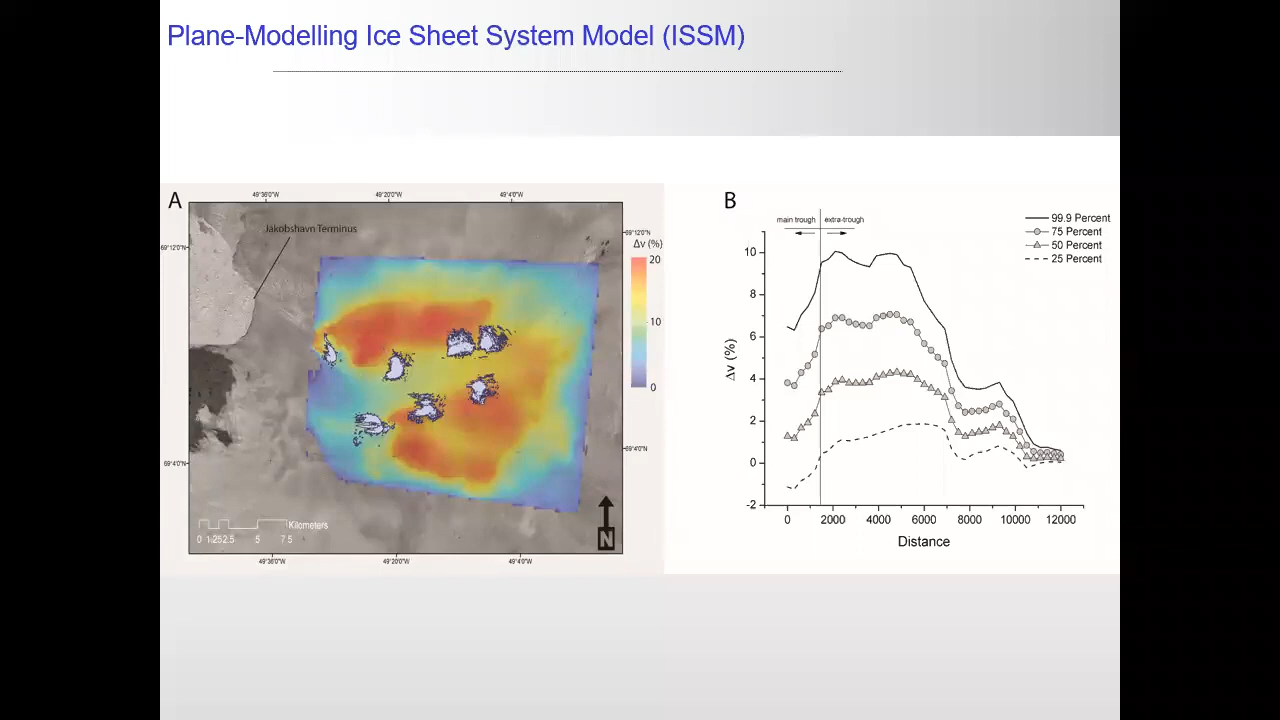 Plane-Modelling Ice Sheet System Model (ISSM)
A
49°36'0"W 49°20'0"W 49°4'0"W
Jakobshavn Terminus
69°12'0"N
69°12'0"N
Δv (%)
20
10
0
69°4'0"N
69°4'0"N
Kilometers
0 1.252.5 5 7.5
N
49°36'0"W 49°20'0"W 49°4'0"W
B
main trough extra-trough
99.9 Percent
75 Percent
50 Percent
25 Percent
Δv (%)
10
8
6
4
2
0
-2
0 2000 4000 6000 8000 10000 12000
Distance